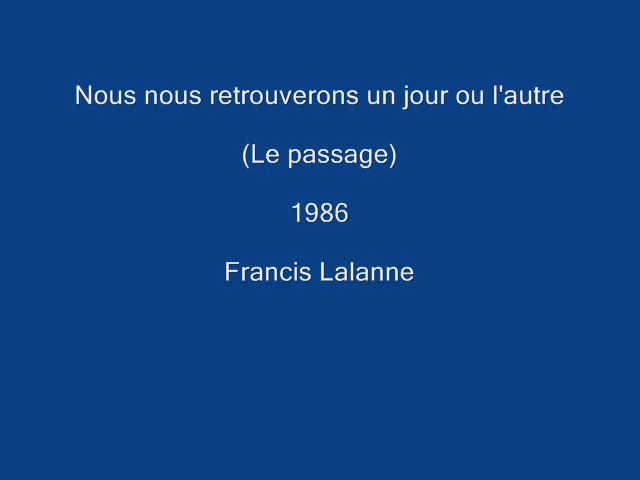 Nous nous retrouverons un jour ou l'autre
(Le passage)
1986
Francis Lalanne